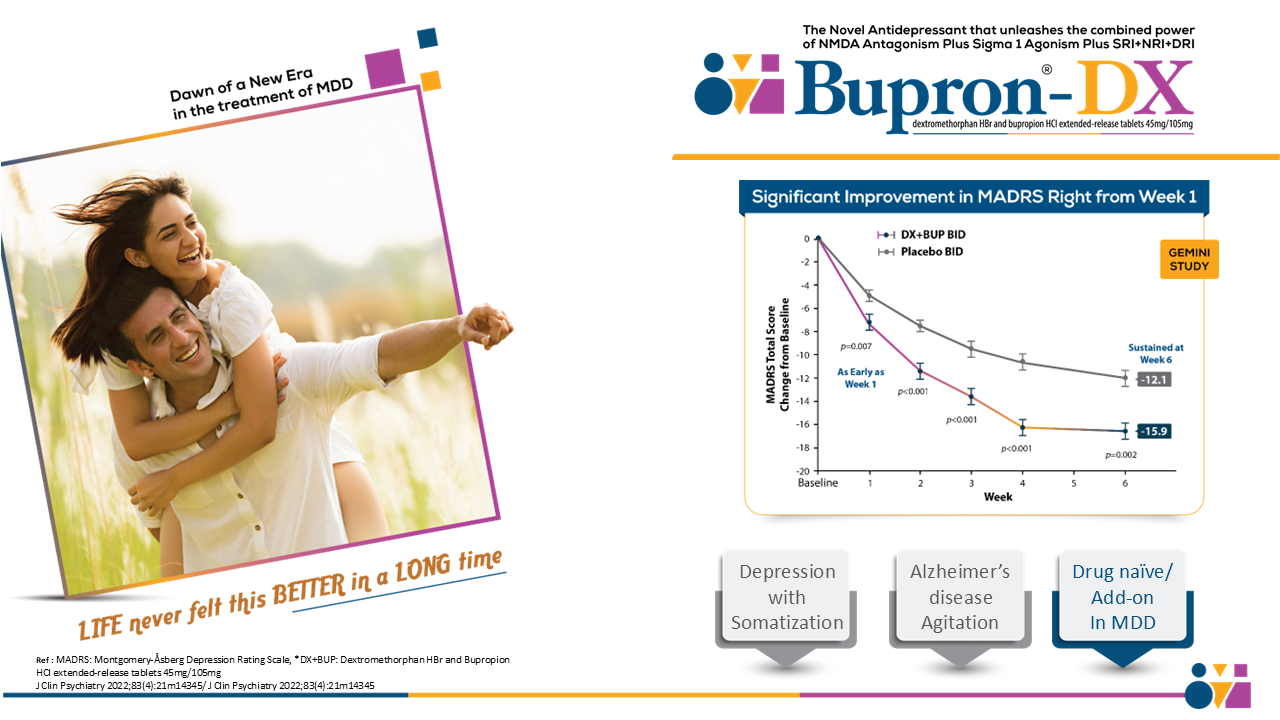 Dawn of a New Era
in the treatment of MDD
LIFE never felt this BETTER in a LONG time
Ref : MADRS: Montgomery-Åsberg Depression Rating Scale, *DX+BUP: Dextromethorphan HBr and Bupropion
HCl extended-release tablets 45mg/105mg
J Clin Psychiatry 2022;83(4):21m14345/ J Clin Psychiatry 2022;83(4):21m14345
The Novel Antidepressant that unleashes the combined power
of NMDA Antagonism Plus Sigma 1 Agonism Plus SRI+NRI+DRI
Bupron®-DX
dextromethorphan HBr and bupropion HCl extended-release tablets 45mg/105mg
Significant Improvement in MADRS Right from Week 1
GEMINI
STUDY
DX+BUP BID
Placebo BID
MADRS Total Score
Change from Baseline
0
-2
-4
-6
-8
-10
-12
-14
-16
-18
-20
p=0.007
As Early as
Week 1
p<0.001
p<0.001
p<0.001
p=0.002
Sustained at
Week 6
-12.1
-15.9
Baseline 1 2 3 4 5 6
Week
Depression
with
Somatization
Alzheimer's
disease
Agitation
Drug naïve/
Add-on
In MDD